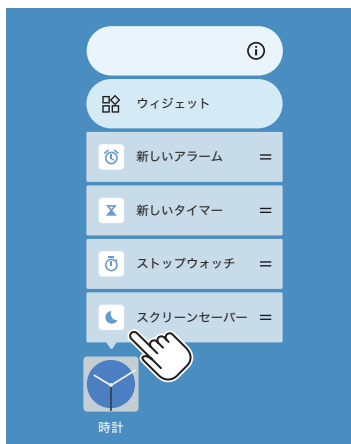 ウィジェット
新しいアラーム
新しいタイマー
ストップウォッチ
スクリーンセーバー
時計